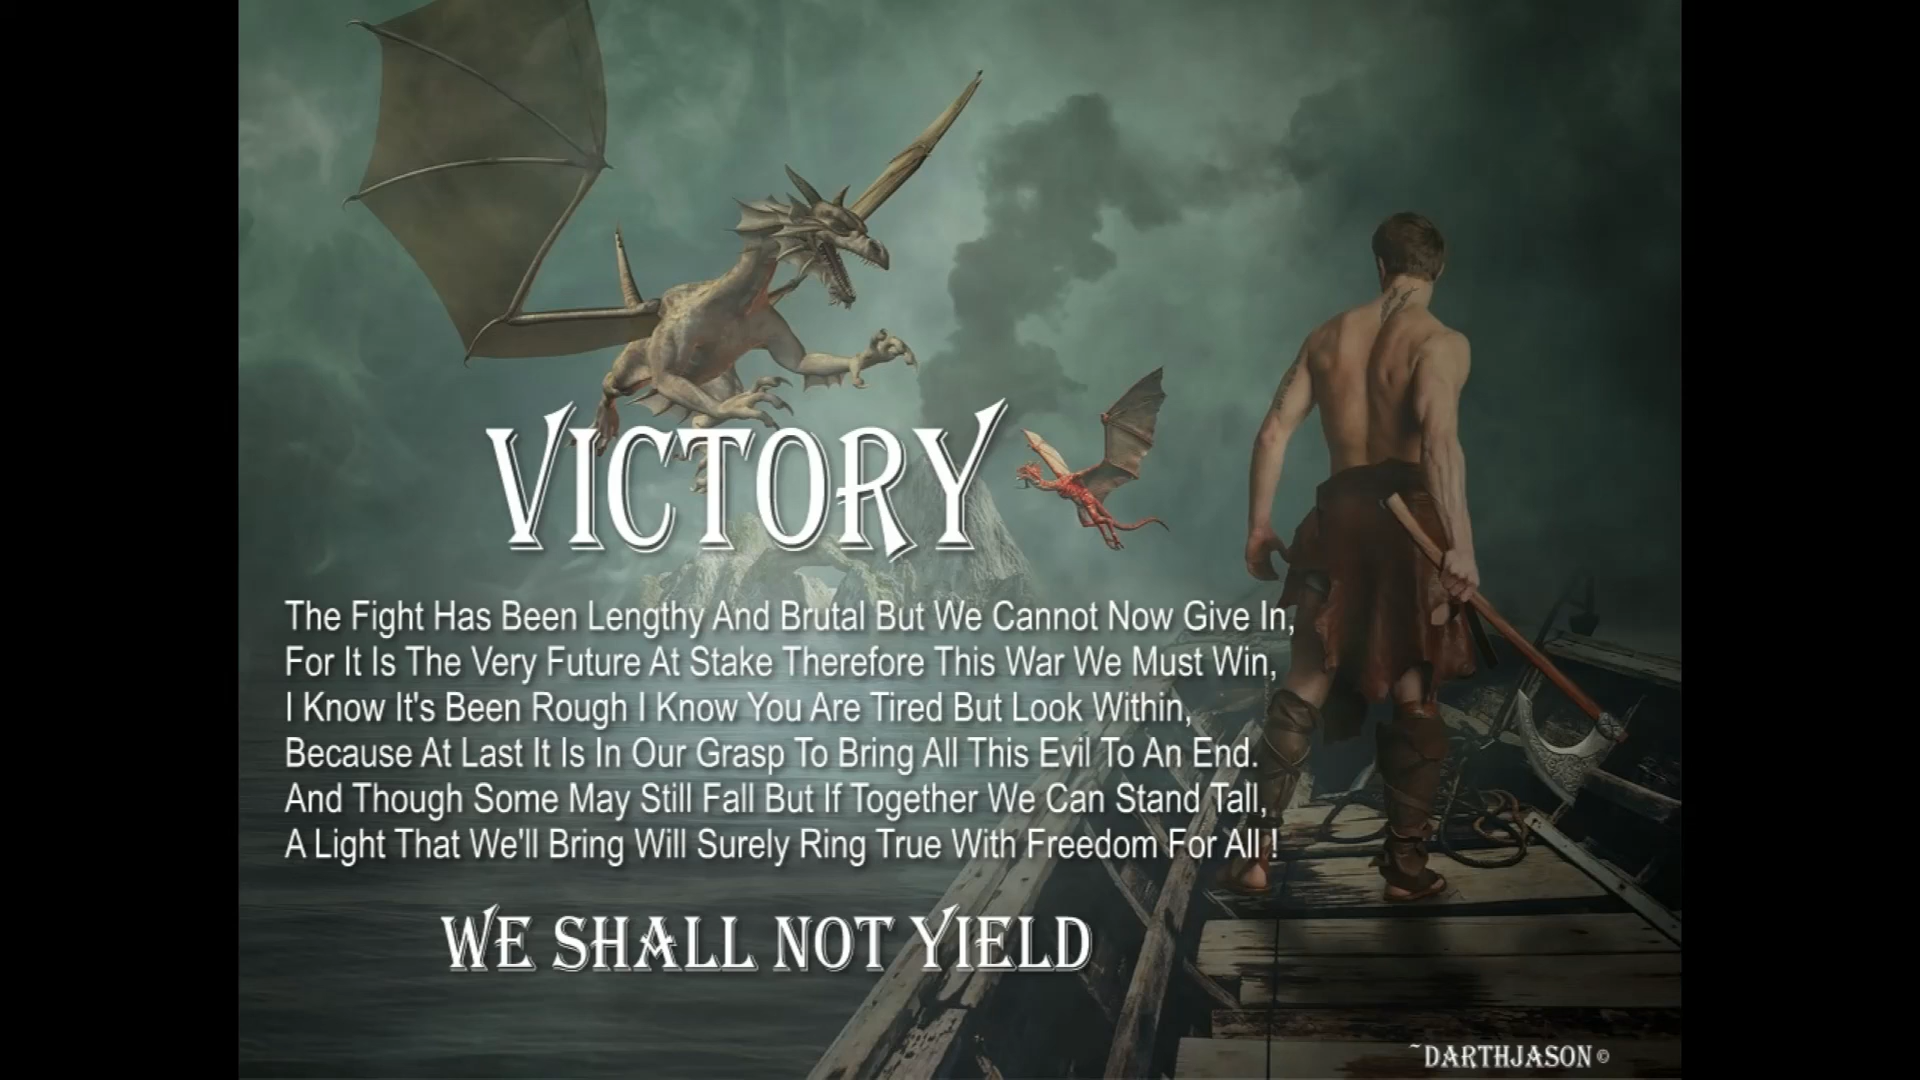 VICTORY
The Fight Has Been Lengthy And Brutal But We Cannot Now Give In,
For It Is The Very Future At Stake Therefore This War We Must Win,
I Know It's Been Rough I Know You Are Tired But Look Within,
Because At Last It Is In Our Grasp To Bring All This Evil To An End.
And Though Some May Still Fall But If Together We Can Stand Tall,
A Light That We'll Bring Will Surely Ring True With Freedom For All !
WE SHALL NOT YIELD
~DARTHJASON©